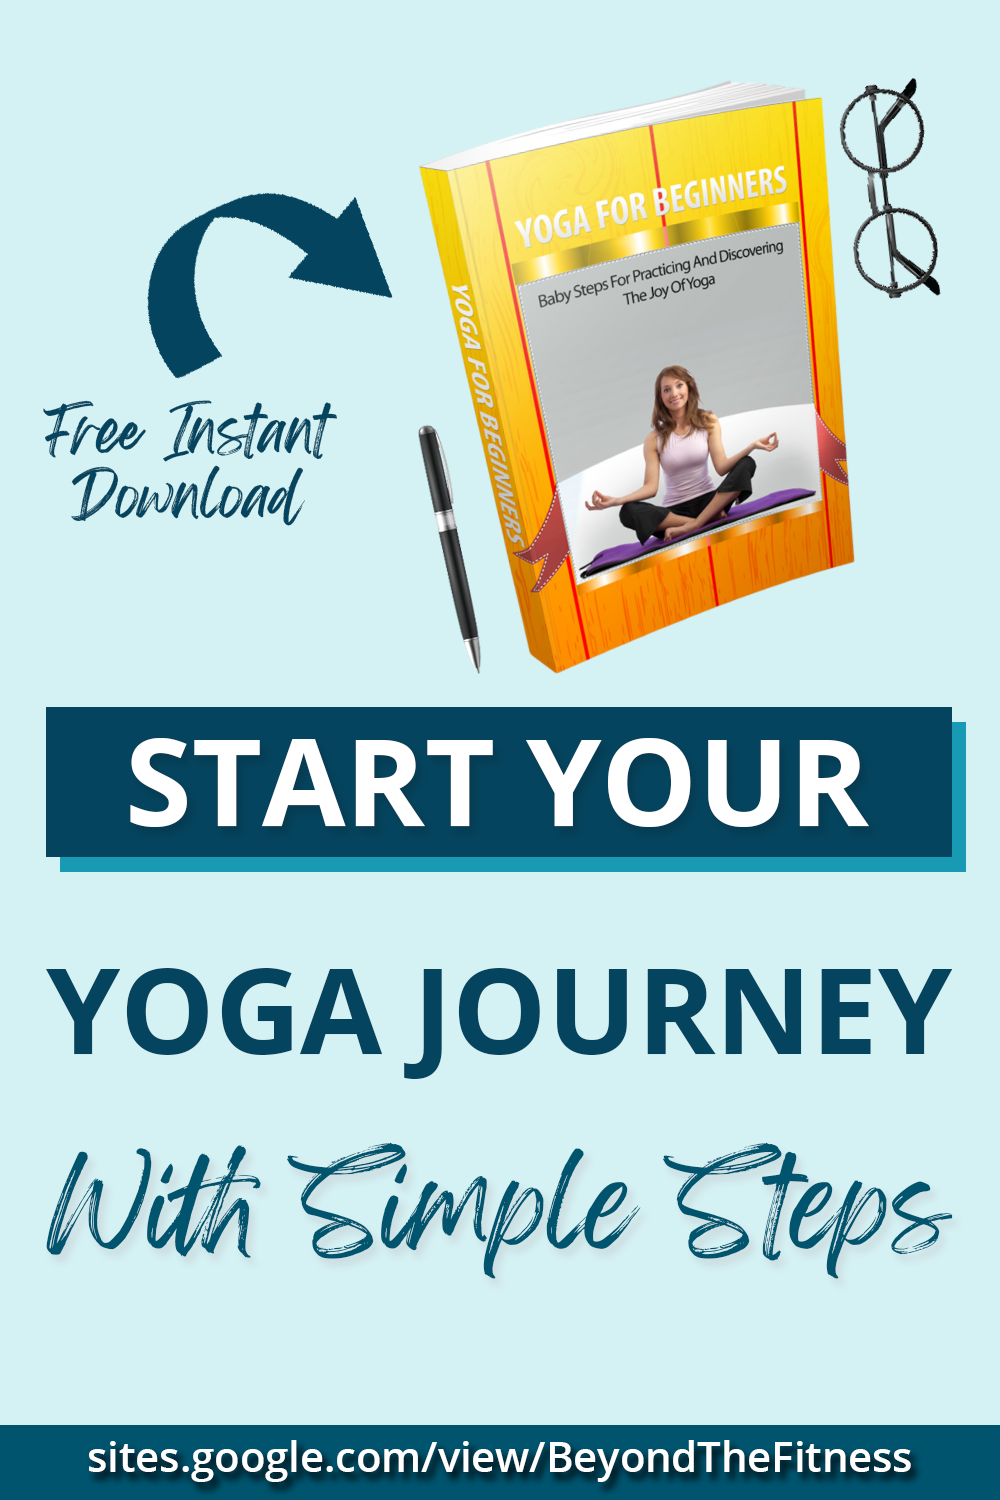 YOGA FOR BEGINNERS
Baby Steps For Practicing And Discovering
The Joy Of Yoga
YOGA FOR BEGINNERS
Free Instant
Download
START YOUR
YOGA JOURNEY
With Simple Steps
sites.google.com/view/BeyondTheFitness